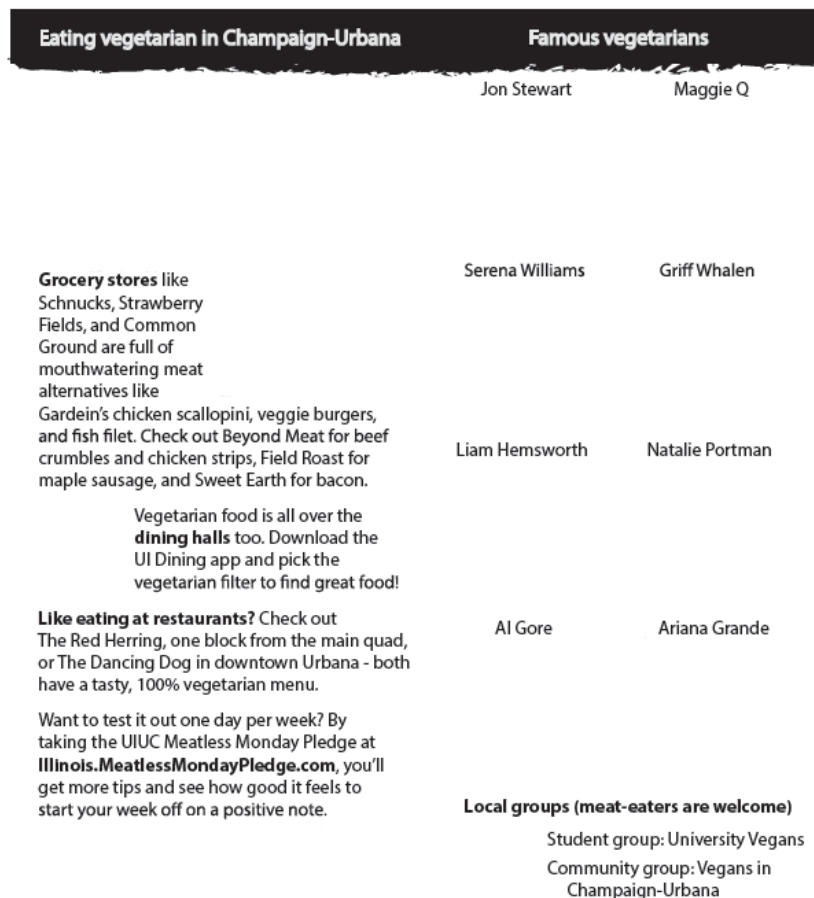 Eating vegetarian in Champaign-Urbana
Grocery stores like
Schnucks, Strawberry
Fields, and Common
Ground are full of
mouthwatering meat
alternatives like
Gardein's chicken scallopini, veggie burgers,
and fish filet. Check out Beyond Meat for beef
crumbles and chicken strips, Field Roast for
maple sausage, and Sweet Earth for bacon.
Vegetarian food is all over the
dining halls too. Download the
UI Dining app and pick the
vegetarian filter to find great food!
Like eating at restaurants? Check out
The Red Herring, one block from the main quad,
or The Dancing Dog in downtown Urbana - both
have a tasty, 100% vegetarian menu.
Want to test it out one day per week? By
taking the UIUC Meatless Monday Pledge at
Illinois.MeatlessMondayPledge.com, you'll
get more tips and see how good it feels to
start your week off on a positive note.
Famous vegetarians
Jon Stewart
Maggie Q
Serena Williams
Griff Whalen
Liam Hemsworth
Natalie Portman
Al Gore
Ariana Grande
Local groups (meat-eaters are welcome)
Student group: University Vegans
Community group: Vegans in
Champaign-Urbana